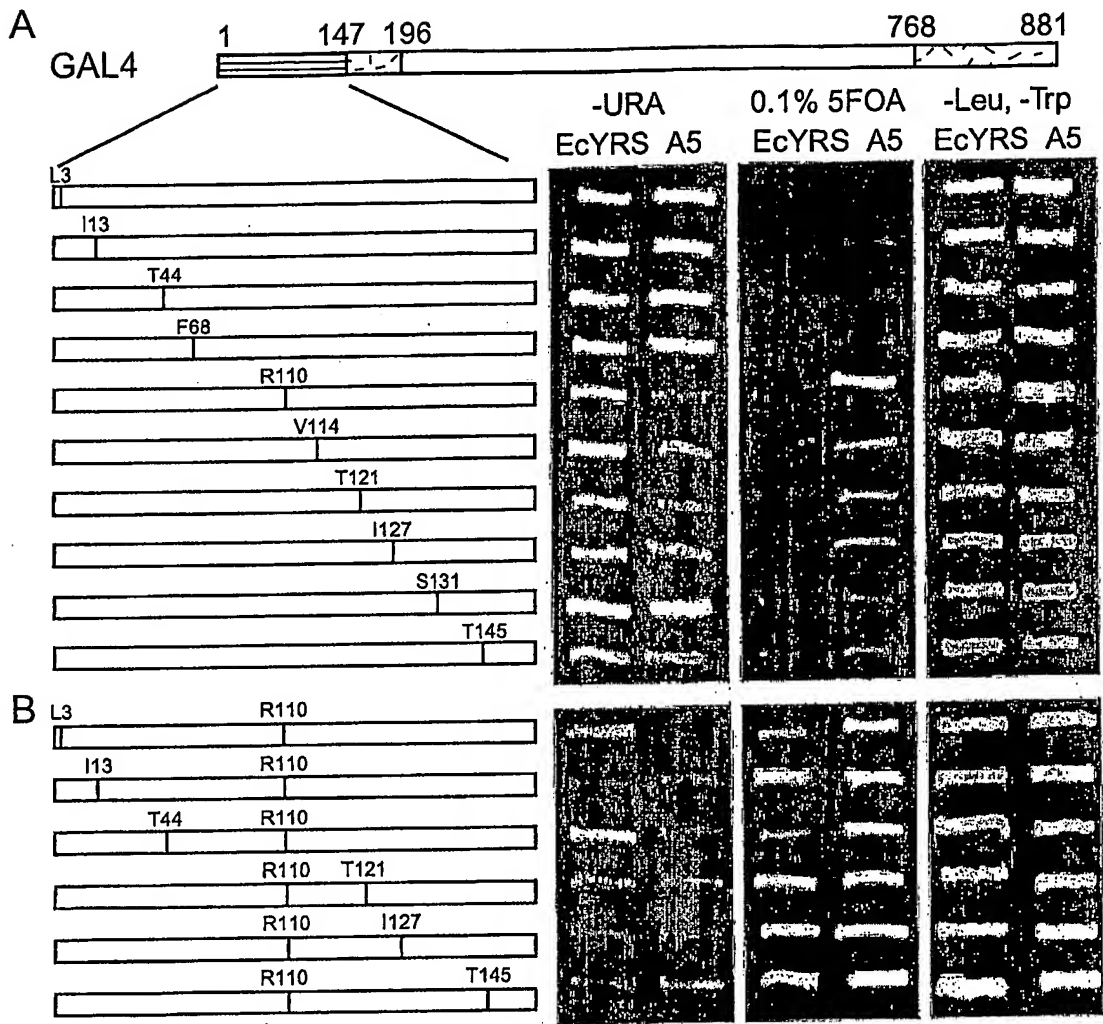 A
1 147 196 768 881
GAL4
-URA 0.1% 5FOA -Leu, -Trp
EcYRS A5 EcYRS A5 EcYRS A5
L3
I13
T44
F68
R110
V114
T121
I127
S131
T145
B
L3 R110
I13 R110
T44 R110
R110 T121
R110 I127
R110 T145